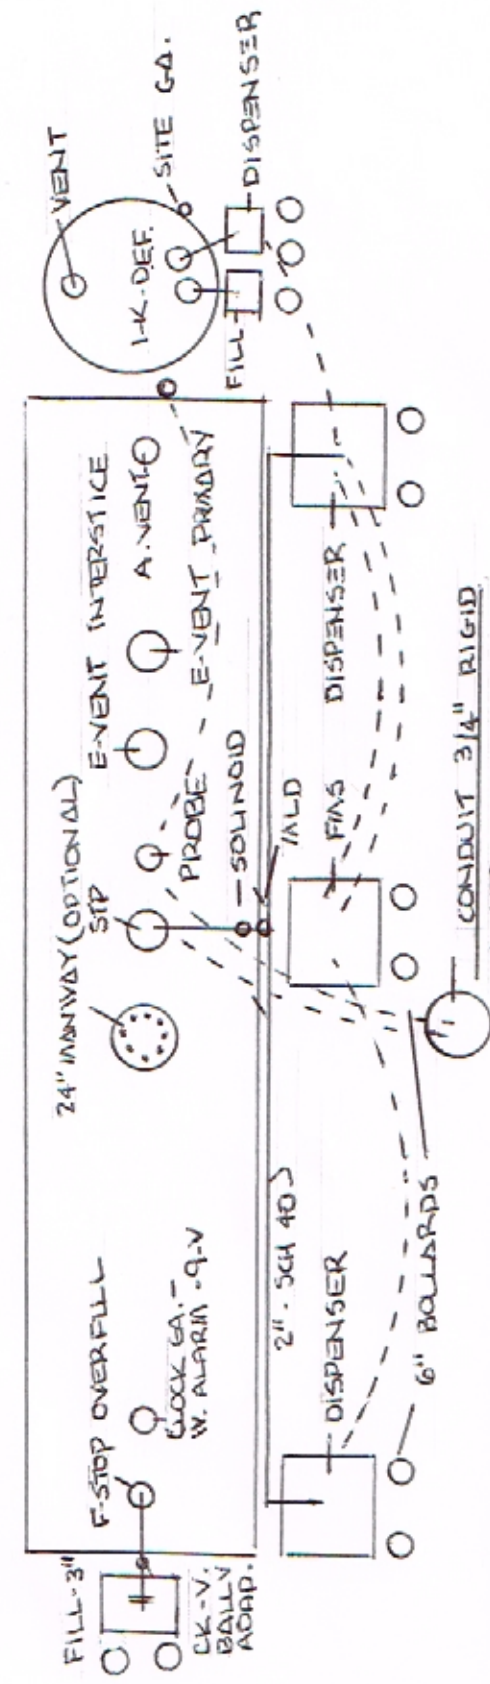 FILL-3"
CK-V.
BALLV
ADAP.
F-STOP OVERFILL
CLOCK GA.-
W. ALARM -9-V
24" MANWAY (OPTIONAL)
STP
PROBE
E-VENT INTERSTICE
E-VENT PRIMARY
A.VENT
SOLINOID
2"-SCH 40
DISPENSER
FMS
DISPENSER
6" BOLLARDS
CONDUIT 3/4" RIGID
VENT
1-K-DEF.
SITE GA.
FILL
DISPENSER